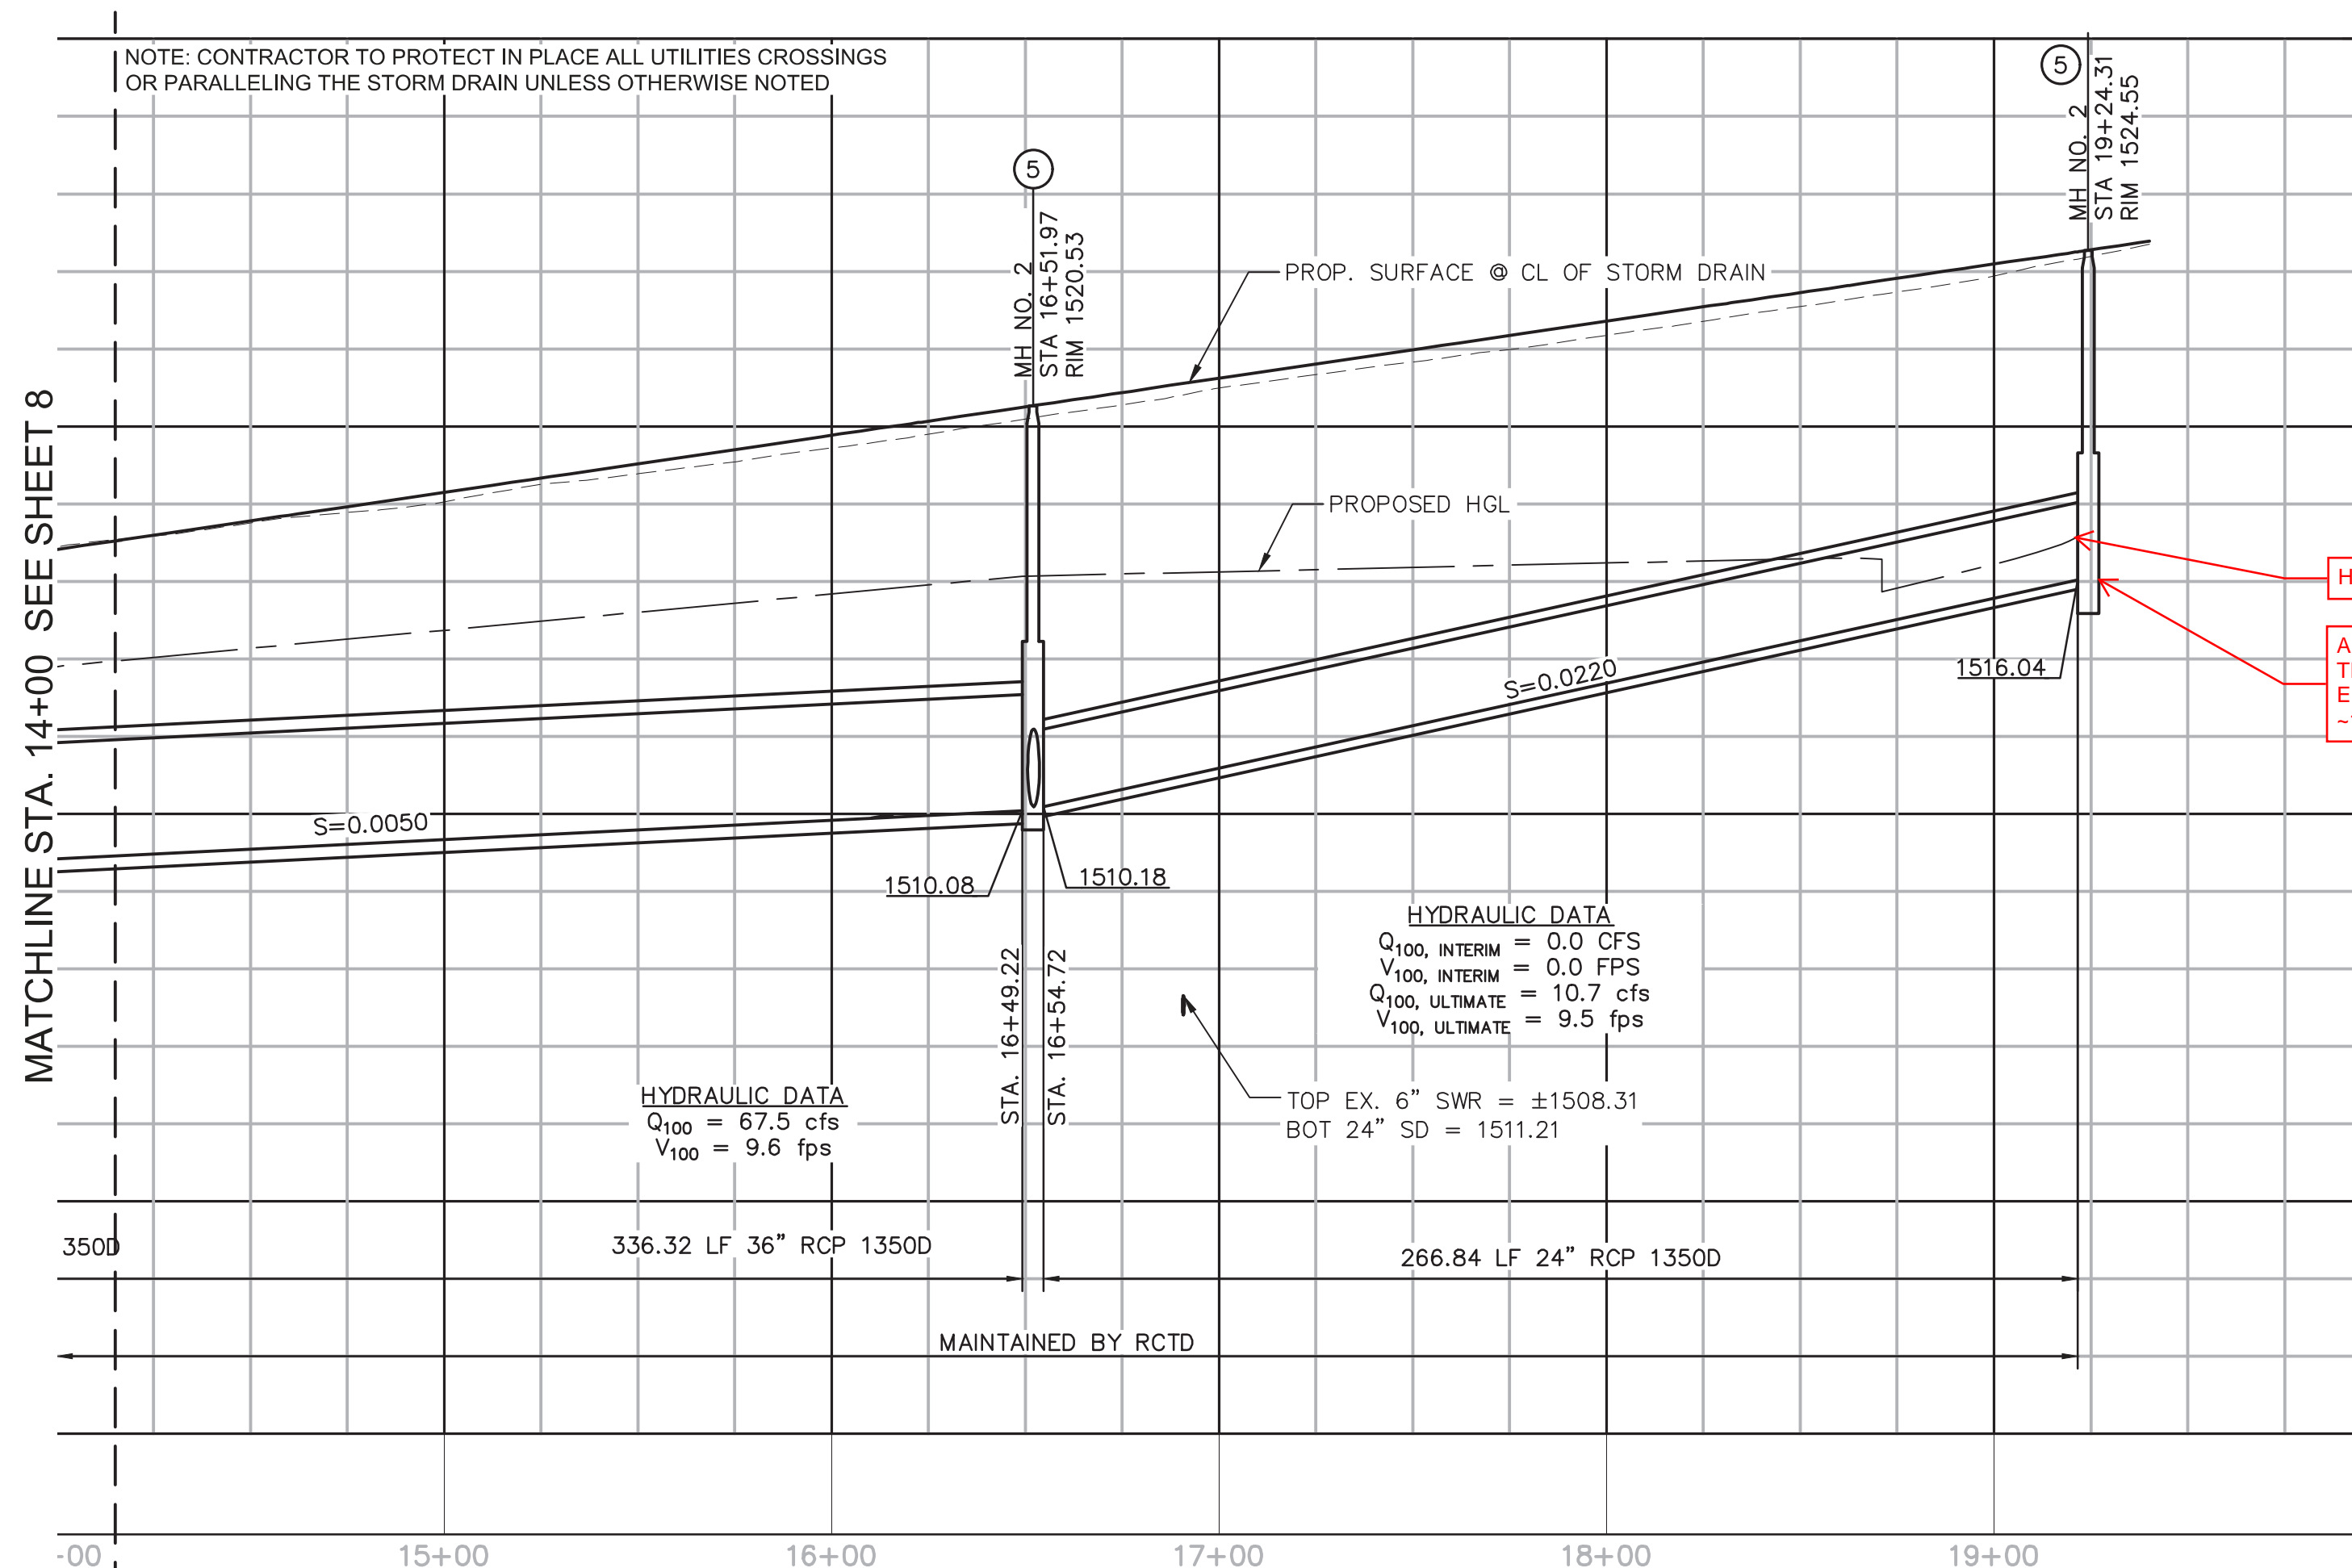 NOTE: CONTRACTOR TO PROTECT IN PLACE ALL UTILITIES CROSSINGS
OR PARALLELING THE STORM DRAIN UNLESS OTHERWISE NOTED
5
MH NO. 2
STA 16+51.97
RIM 1520.53
5
MH NO. 2
STA 19+24.31
RIM 1524.55
PROP. SURFACE @ CL OF STORM DRAIN
PROPOSED HGL
MATCHLINE STA. 14+00 SEE SHEET 8
S=0.0050
S=0.0220
1516.04
1510.08
1510.18
STA. 16+49.22
STA. 16+54.72
HYDRAULIC DATA
Q100, INTERIM = 0.0 CFS
V100, INTERIM = 0.0 FPS
Q100, ULTIMATE = 10.7 cfs
V100, ULTIMATE = 9.5 fps
HYDRAULIC DATA
Q100 = 67.5 cfs
V100 = 9.6 fps
TOP EX. 6” SWR = ±1508.31
BOT 24” SD = 1511.21
350D
336.32 LF 36” RCP 1350D
266.84 LF 24” RCP 1350D
MAINTAINED BY RCTD
-00 15+00 16+00 17+00 18+00 19+00